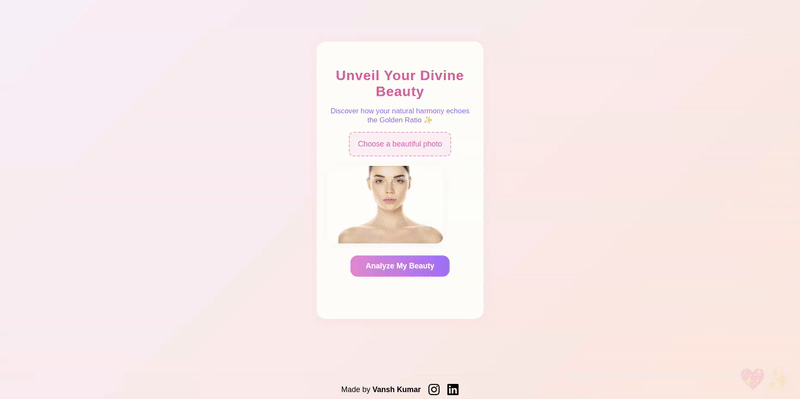 Unveil Your Divine
Beauty
Discover how your natural harmony echoes
the Golden Ratio ✨
Choose a beautiful photo
Analyze My Beauty
Made by Vansh Kumar